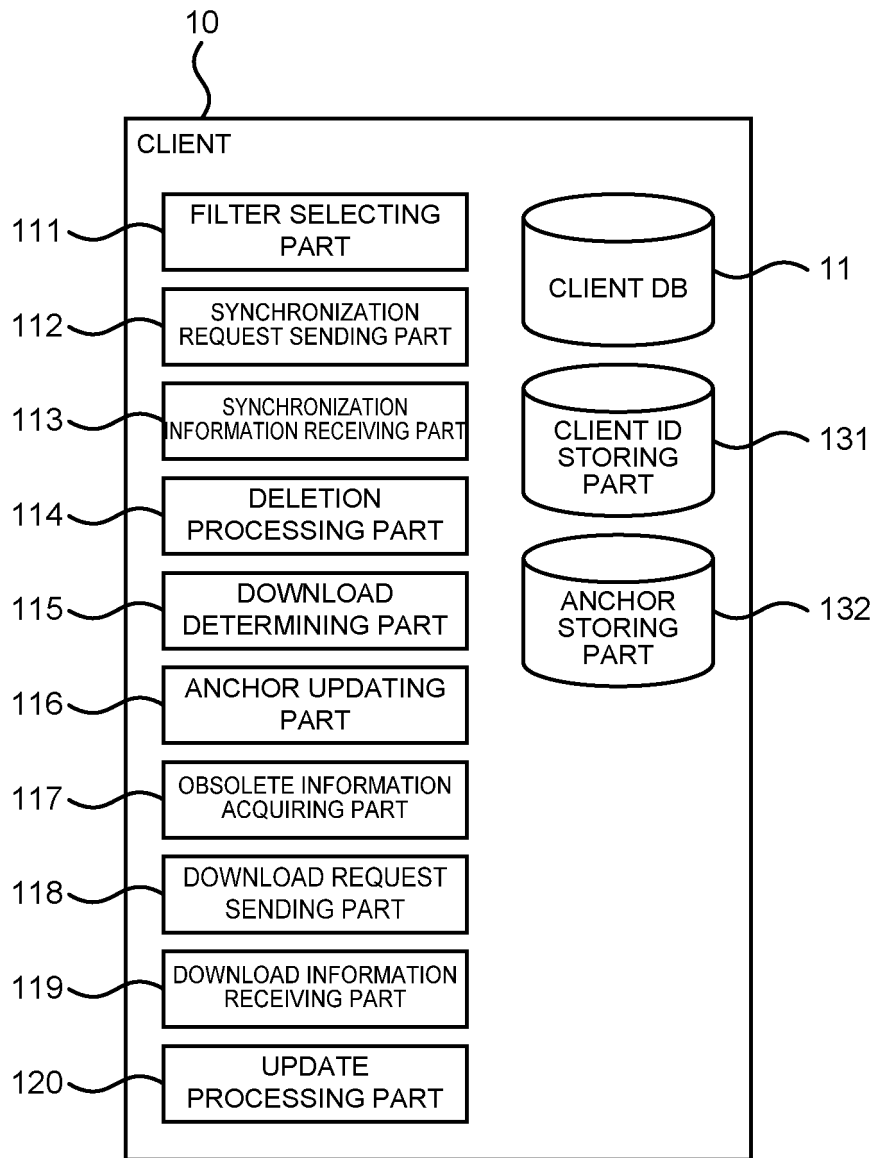 10
CLIENT
111
FILTER SELECTING
PART
112
SYNCHRONIZATION
REQUEST SENDING PART
113
SYNCHRONIZATION
INFORMATION RECEIVING PART
114
DELETION
PROCESSING PART
115
DOWNLOAD
DETERMINING PART
116
ANCHOR UPDATING
PART
117
OBSOLETE INFORMATION
ACQUIRING PART
118
DOWNLOAD REQUEST
SENDING PART
119
DOWNLOAD INFORMATION
RECEIVING PART
120
UPDATE
PROCESSING PART
CLIENT DB
11
CLIENT ID
STORING
PART
131
ANCHOR
STORING
PART
132